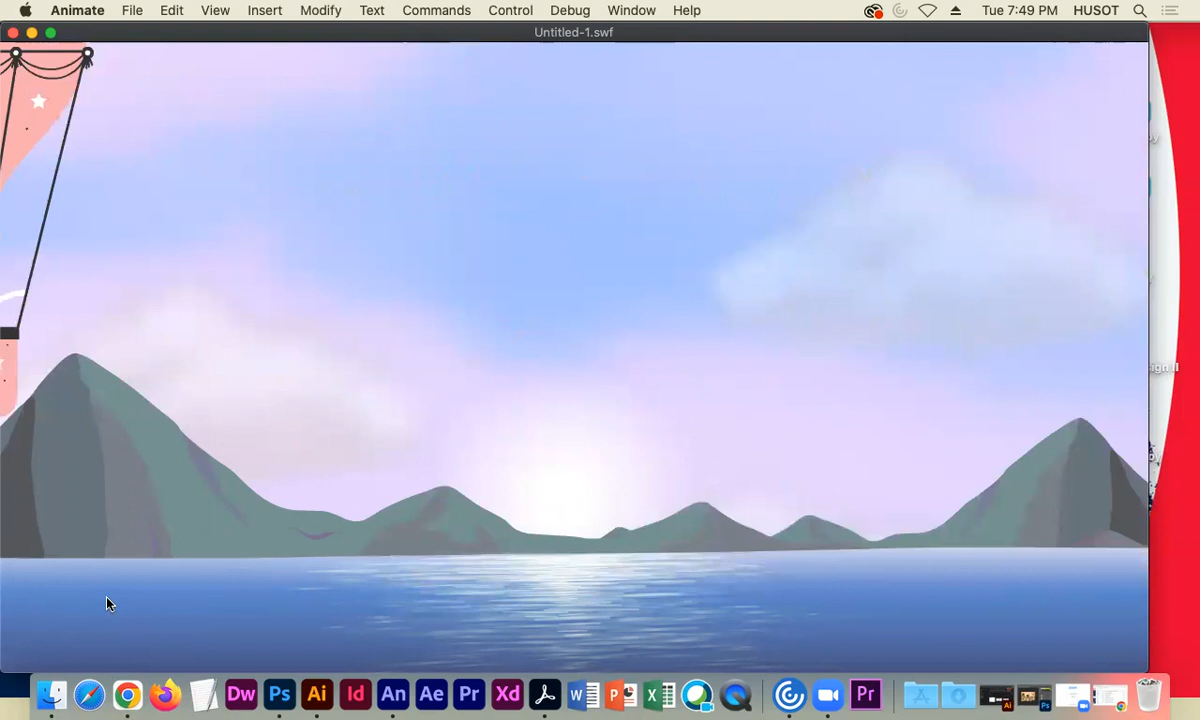 Animate File Edit View Insert Modify Text Commands Control Debug Window Help Tue 7:49 PM HUSOT
Untitled-1.swf
Dw Ps Ai Id An Ae Pr Xd W P X Pr